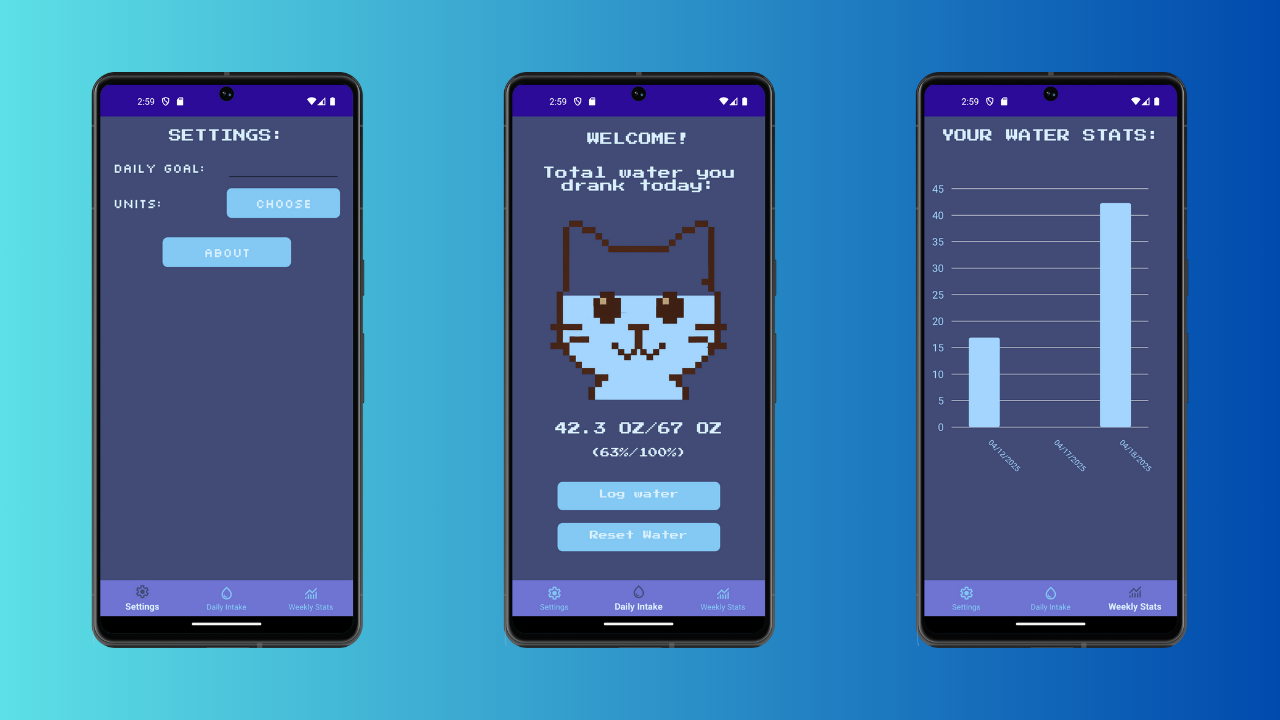 2:59
SETTINGS:
DAILY GOAL:
UNITS: CHOOSE
ABOUT
Settings Daily Intake Weekly Stats
2:59
WELCOME!
Total water you
drank today:
42.3 OZ/67 OZ
(63%/100%)
Log water
Reset Water
Settings Daily Intake Weekly Stats
2:59
YOUR WATER STATS:
45
40
35
30
25
20
15
10
5
0
04/12/2025 04/17/2025 04/18/2025
Settings Daily Intake Weekly Stats